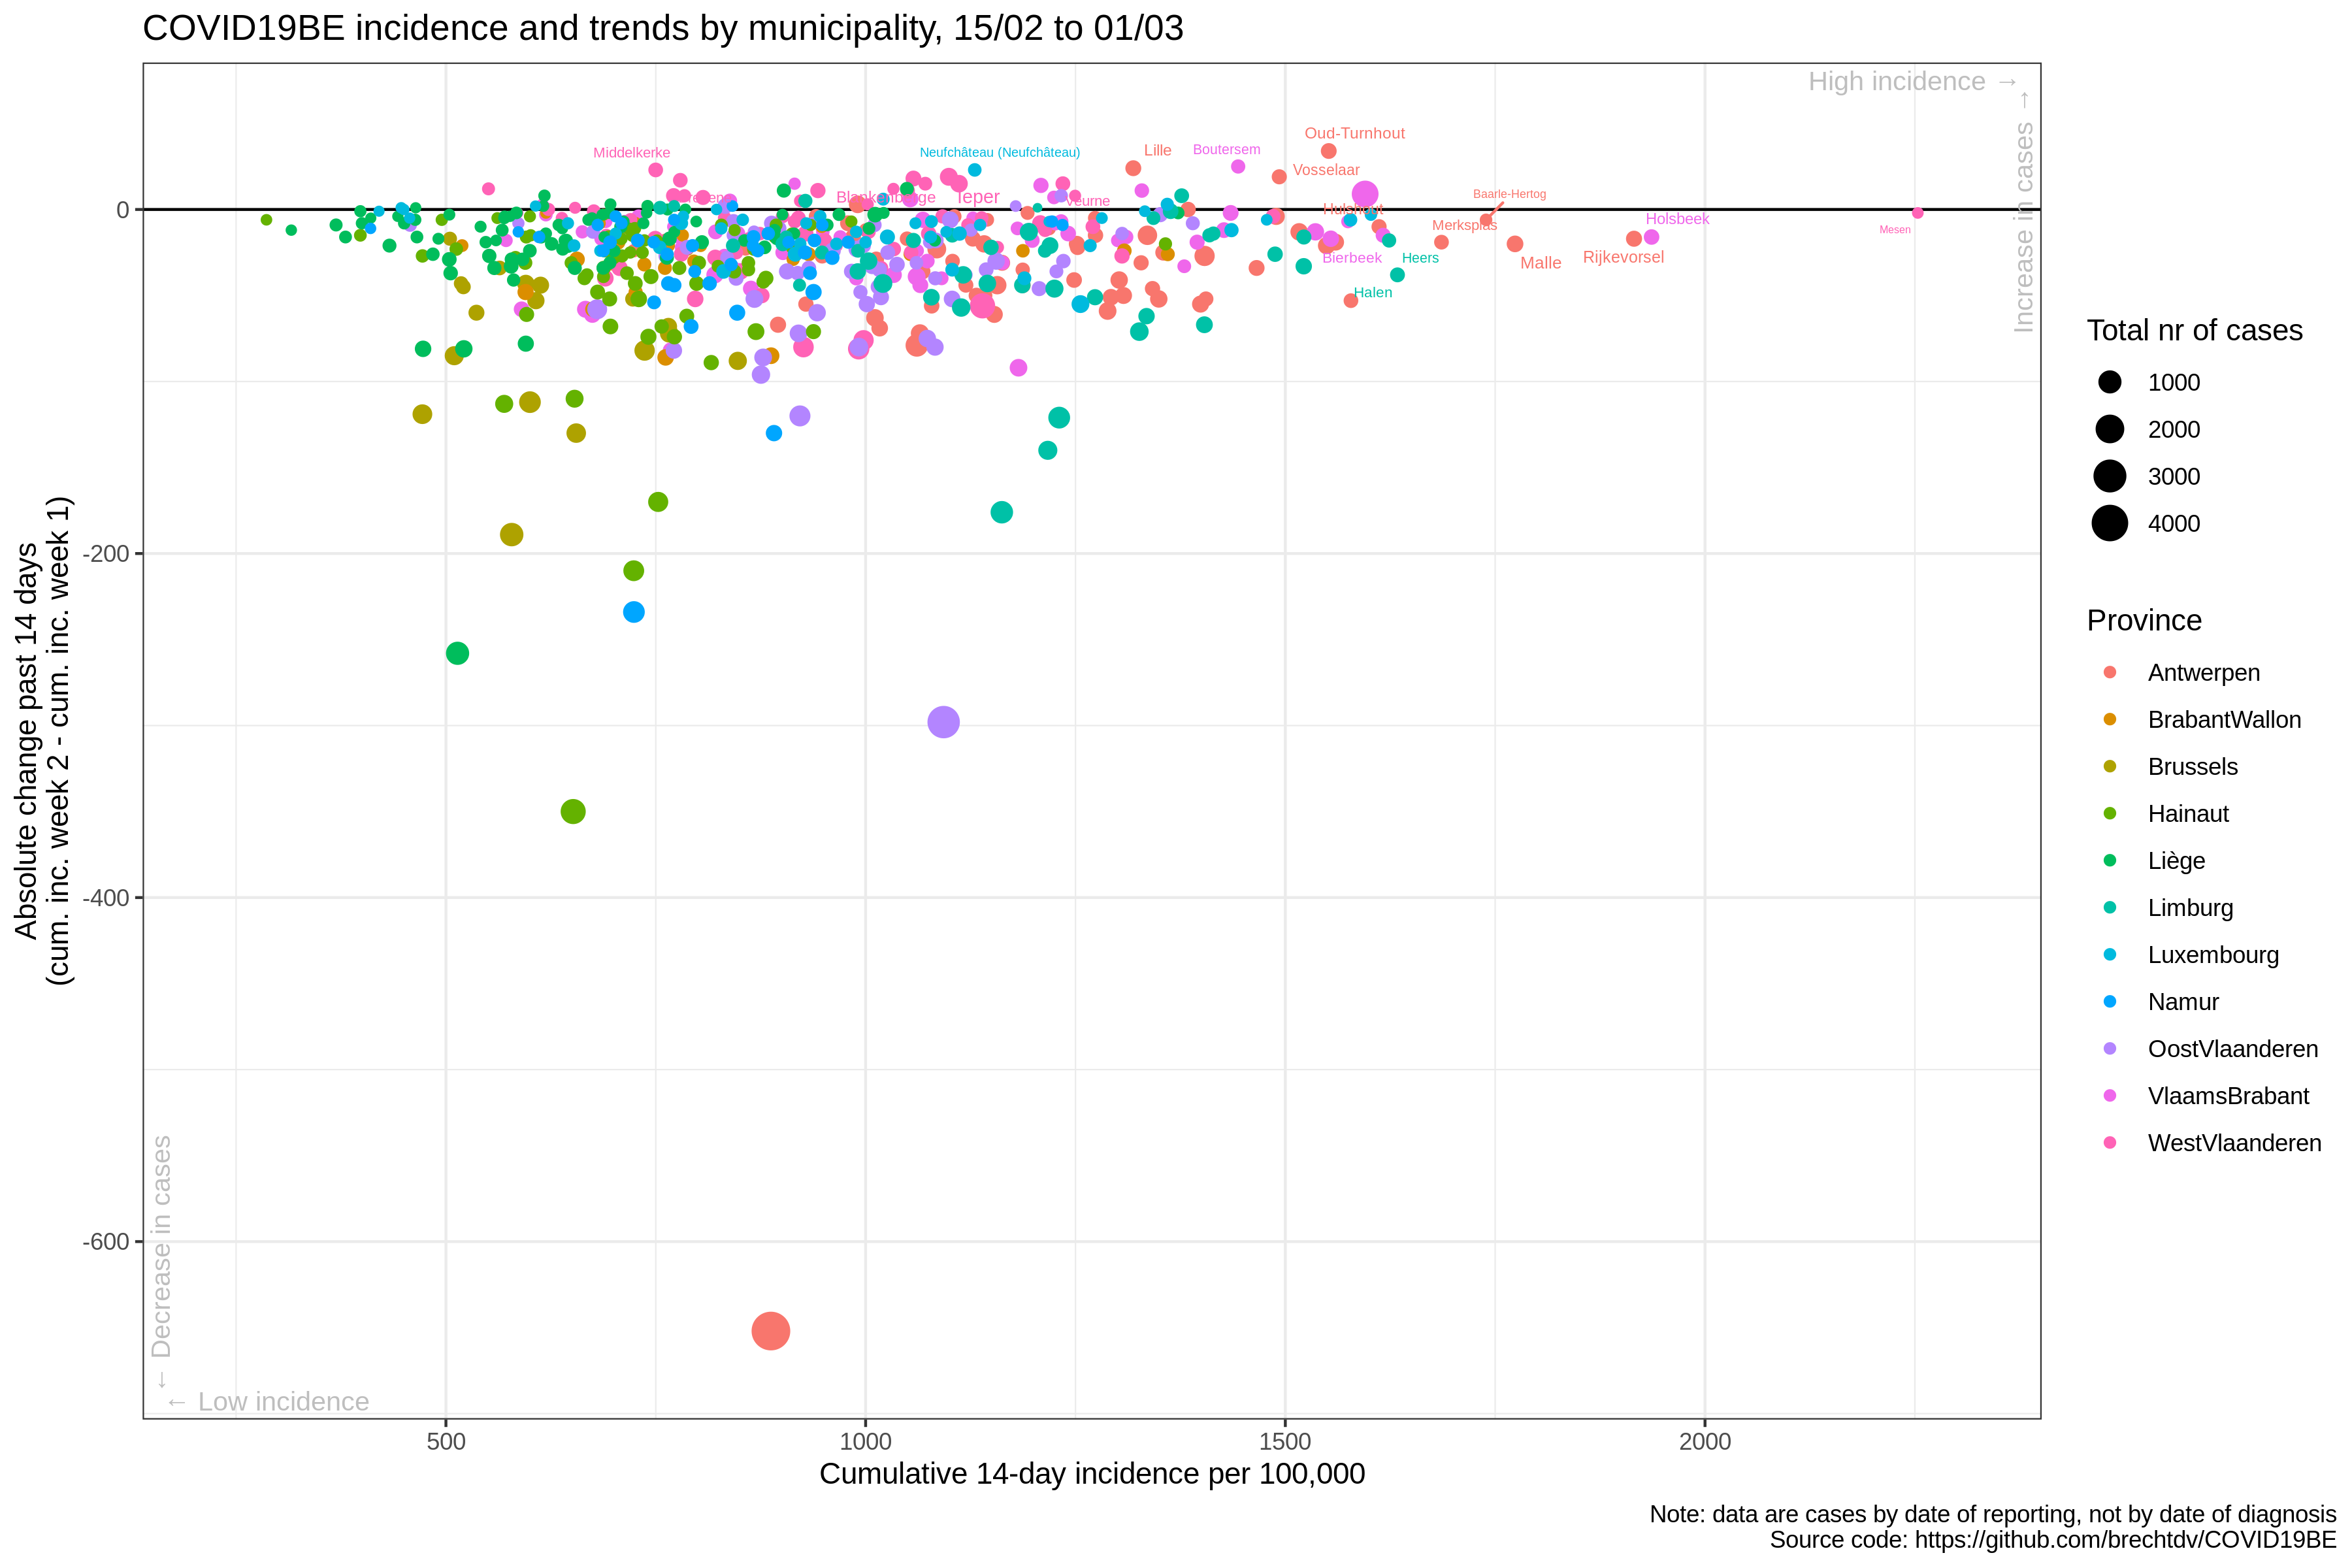 COVID19BE incidence and trends by municipality, 15/02 to 01/03
High incidence →
Increase in cases →
Oud-Turnhout
Middelkerke
Neufchâteau (Neufchâteau)
Lille
Boutersem
Vosselaar
Blankenberge
Ieper
Veurne
Baarle-Hertog
Hulshout
Merksplas
Holsbeek
Mesen
Bierbeek
Heers
Malle
Rijkevorsel
Halen
0
-200
-400
-600
Absolute change past 14 days
(cum. inc. week 2 - cum. inc. week 1)
← Decrease in cases
← Low incidence
500
1000
1500
2000
Cumulative 14-day incidence per 100,000
Total nr of cases
1000
2000
3000
4000
Province
Antwerpen
BrabantWallon
Brussels
Hainaut
Liège
Limburg
Luxembourg
Namur
OostVlaanderen
VlaamsBrabant
WestVlaanderen
Note: data are cases by date of reporting, not by date of diagnosis
Source code: https://github.com/brechtdv/COVID19BE